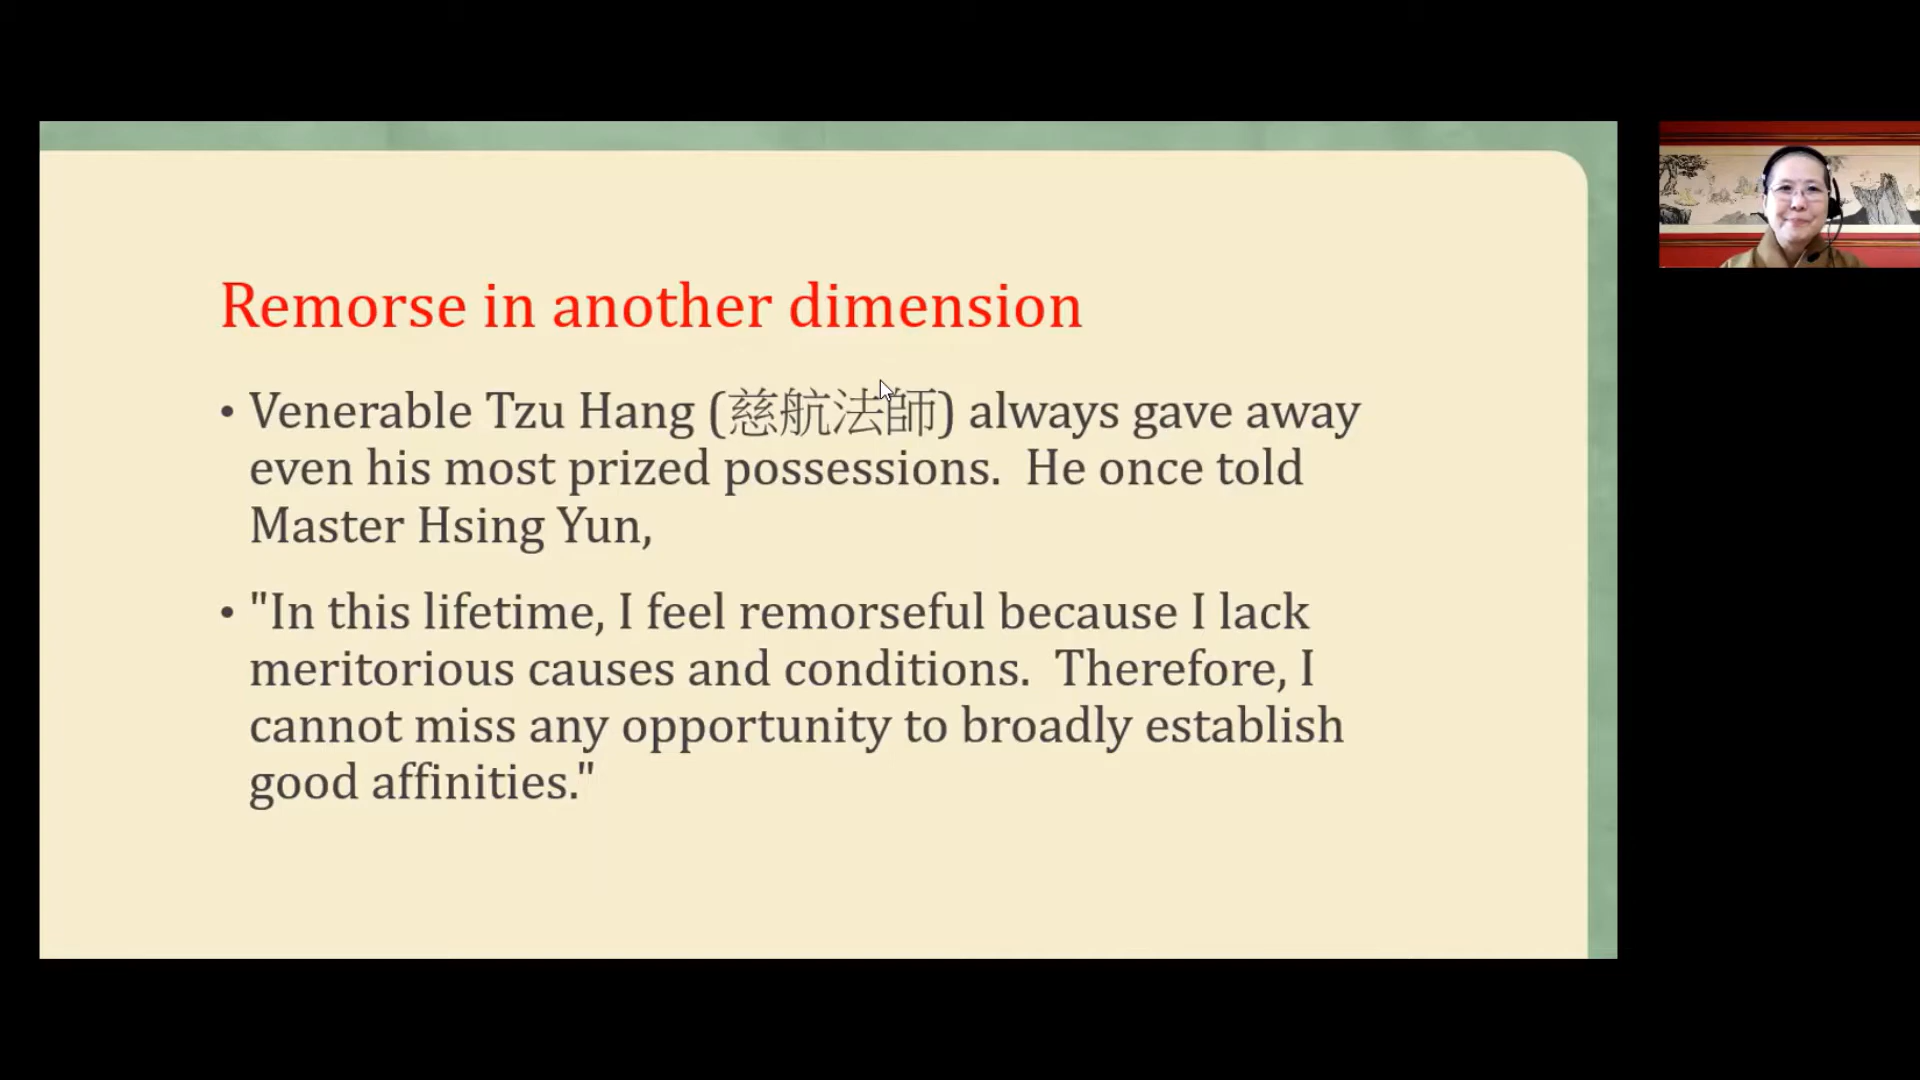 Remorse in another dimension
• Venerable Tzu Hang (慈航法師) always gave away
even his most prized possessions.  He once told
Master Hsing Yun,
• "In this lifetime, I feel remorseful because I lack
meritorious causes and conditions.  Therefore, I
cannot miss any opportunity to broadly establish
good affinities."